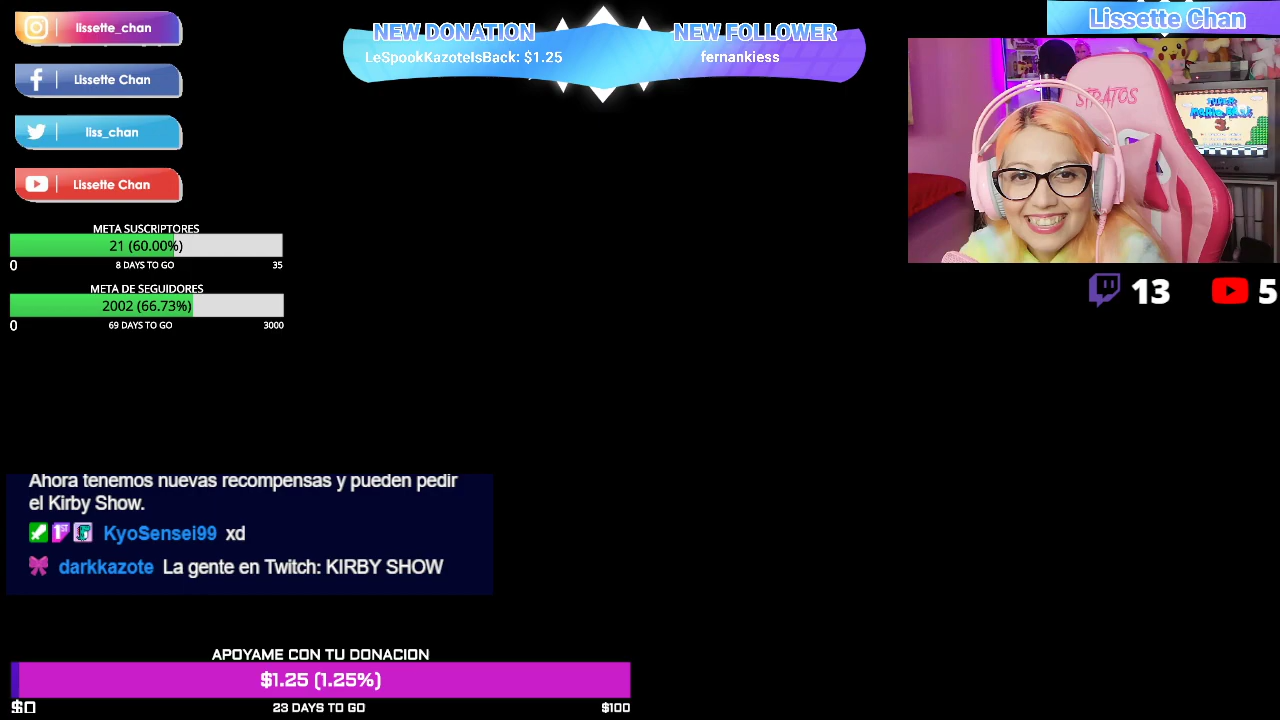 lissette_chan
Lissette Chan
liss_chan
Lissette Chan
META SUSCRIPTORES
21 (60.00%)
0 8 DAYS TO GO 35
META DE SEGUIDORES
2002 (66.73%)
0 69 DAYS TO GO 3000
NEW DONATION
LeSpookKazoteIsBack: $1.25
NEW FOLLOWER
fernankiess
Lissette Chan
STRATOS
SUPER
13 5
Ahora tenemos nuevas recompensas y pueden pedir
el Kirby Show.
1ST KyoSensei99 xd
darkkazote La gente en Twitch: KIRBY SHOW
APOYAME CON TU DONACION
$1.25 (1.25%)
$0 23 DAYS TO GO $100